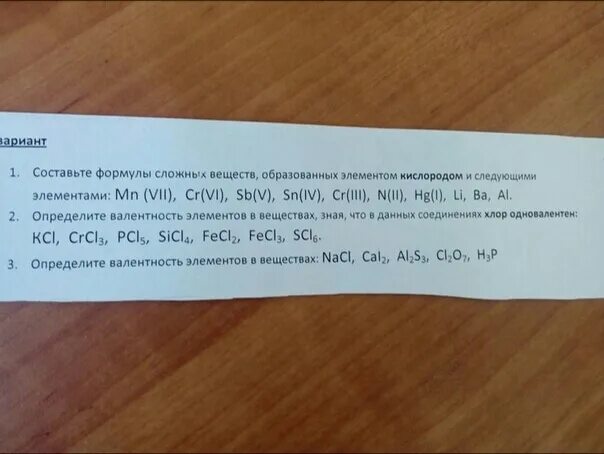 вариант
1. Составьте формулы сложных веществ, образованных элементом кислородом и следующими
элементами: Mn (VII), Cr(VI), Sb(V), Sn(IV), Cr(III), N(II), Hg(I), Li, Ba, Al.
2. Определите валентность элементов в веществах, зная, что в данных соединениях хлор одновалентен:
KCl, CrCl₃, PCl₅, SiCl₄, FeCl₂, FeCl₃, SCl₆.
3. Определите валентность элементов в веществах: NaCl, CaI₂, Al₂S₃, Cl₂O₇, H₃P